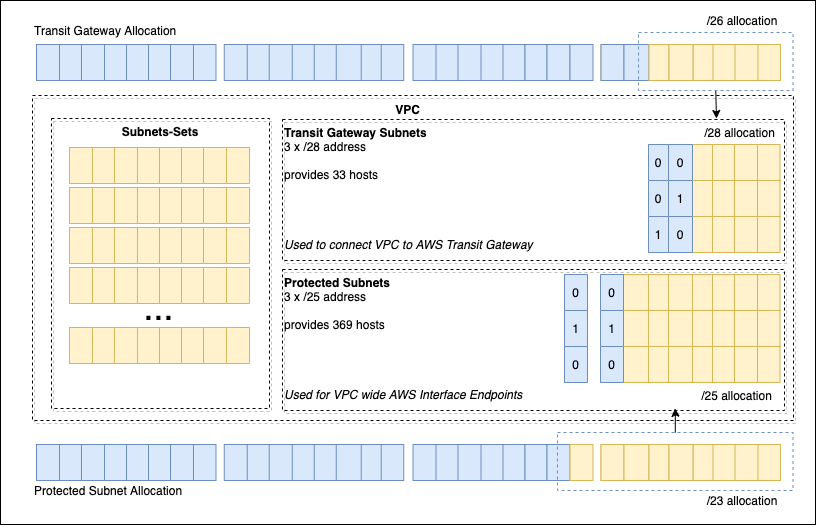 /26 allocation
Transit Gateway Allocation
VPC
Subnets-Sets
...
Transit Gateway Subnets
3 x /28 address
provides 33 hosts
Used to connect VPC to AWS Transit Gateway
/28 allocation
0 0
0 1
1 0
Protected Subnets
3 x /25 address
provides 369 hosts
Used for VPC wide AWS Interface Endpoints
0 0
1 1
0 0
/25 allocation
Protected Subnet Allocation
/23 allocation